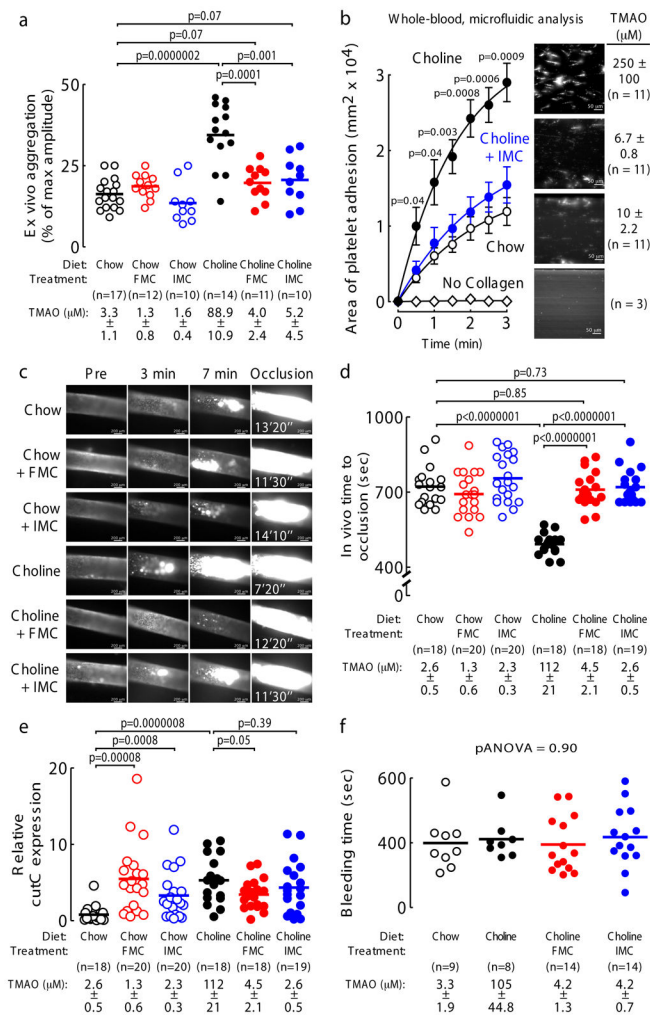 a
p=0.07
p=0.07
p=0.0000002
p=0.001
p=0.0001
50
25
0
Ex vivo aggregation
(% of max amplitude)
Diet: Chow Chow Chow Choline Choline Choline
Treatment: FMC IMC FMC IMC
(n=17) (n=12) (n=10) (n=14) (n=11) (n=10)
TMAO (μM): 3.3 1.3 1.6 88.9 4.0 5.2
± ± ± ± ± ±
1.1 0.8 0.4 10.9 2.4 4.5
b
Whole-blood, microfluidic analysis
TMAO
(μM)
Area of platelet adhesion (mm2 x 10⁴)
4
3
2
1
0
0 1 2 3
Time (min)
Choline
p=0.0009
p=0.0006
p=0.0008
p=0.003
p=0.04
p=0.04
Choline
+ IMC
Chow
No Collagen
250 ±
100
(n = 11)
6.7 ±
0.8
(n = 11)
10 ±
2.2
(n = 11)
(n = 3)
50 μm
50 μm
50 μm
50 μm
c
Pre 3 min 7 min Occlusion
Chow
13'20''
Chow
+ FMC
11'30''
Chow
+ IMC
14'10''
Choline
7'20''
Choline
+ FMC
12'20''
Choline
+ IMC
11'30''
d
p=0.73
p=0.85
p<0.0000001
p<0.0000001
p<0.0000001
1000
700
400
0
In vivo time to
occlusion (sec)
Diet: Chow Chow Chow Choline Choline Choline
Treatment: FMC IMC FMC IMC
(n=18) (n=20) (n=20) (n=18) (n=18) (n=19)
TMAO (μM): 2.6 1.3 2.3 112 4.5 2.6
± ± ± ± ± ±
0.5 0.6 0.3 21 2.1 0.5
e
p=0.0000008
p=0.39
p=0.0008
p=0.05
p=0.00008
20
10
5
0
Relative
cutC expression
Diet: Chow Chow Chow Choline Choline Choline
Treatment: FMC IMC FMC IMC
(n=18) (n=20) (n=20) (n=18) (n=18) (n=19)
TMAO (μM): 2.6 1.3 2.3 112 4.5 2.6
± ± ± ± ± ±
0.5 0.6 0.3 21 2.1 0.5
f
pANOVA = 0.90
600
400
200
0
Bleeding time (sec)
Diet: Chow Choline Choline Choline
Treatment: FMC IMC
(n=9) (n=8) (n=14) (n=14)
TMAO (μM): 3.3 105 4.2 4.2
± ± ± ±
1.9 44.8 1.3 0.7